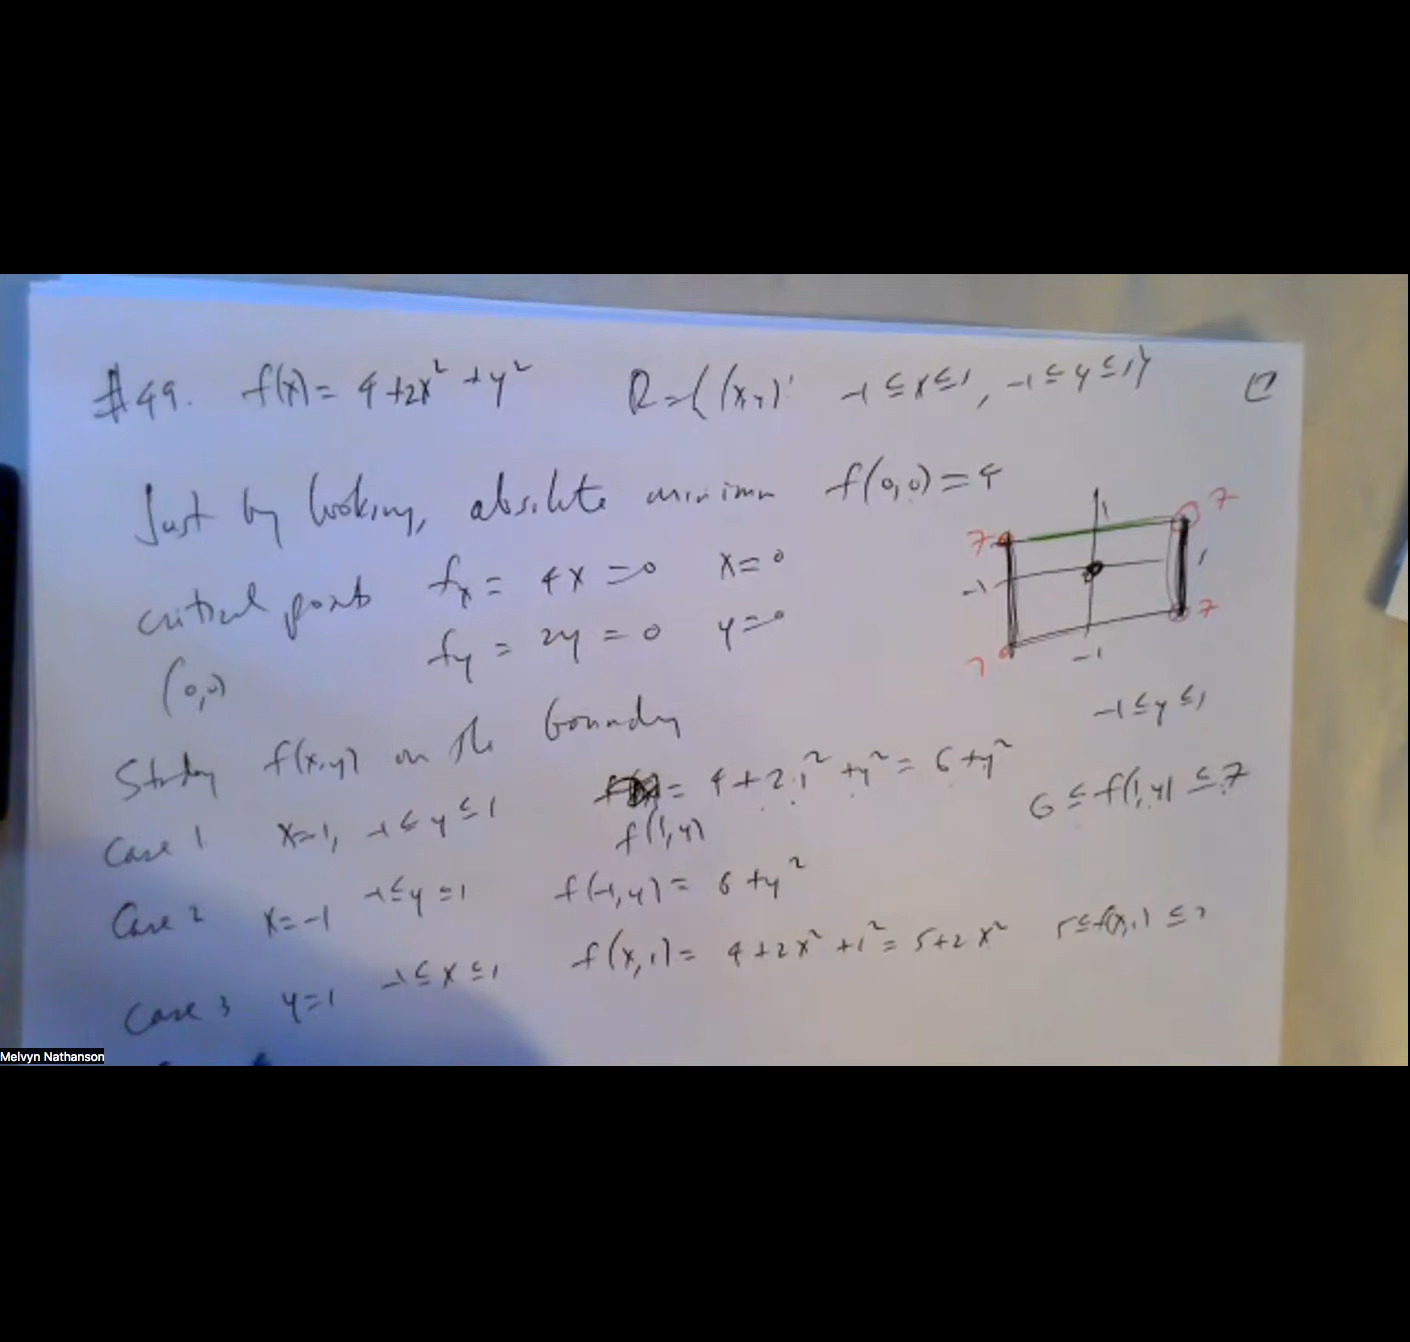 #49. f(x) = 4+2x²+y² R={(x,y): -1≤x≤1, -1≤y≤1}
Just by looking, absolute minimum f(0,0)=4
critical points fx = 4x = 0 x=0
(0,0) fy = 2y = 0 y=0
7 1 7
-1 1
7 -1 7
Study f(x,y) on the boundary
-1≤y≤1
Case 1 x=1, -1≤y≤1 = 4+2·1²+y² = 6+y² 6≤f(1,y)≤7
f(1,y)
Case 2 x=-1 -1≤y≤1 f(-1,y) = 6+y²
Case 3 y=1 -1≤x≤1 f(x,1) = 4+2x²+1² = 5+2x² 5≤f(x,1)≤7
Melvyn Nathanson